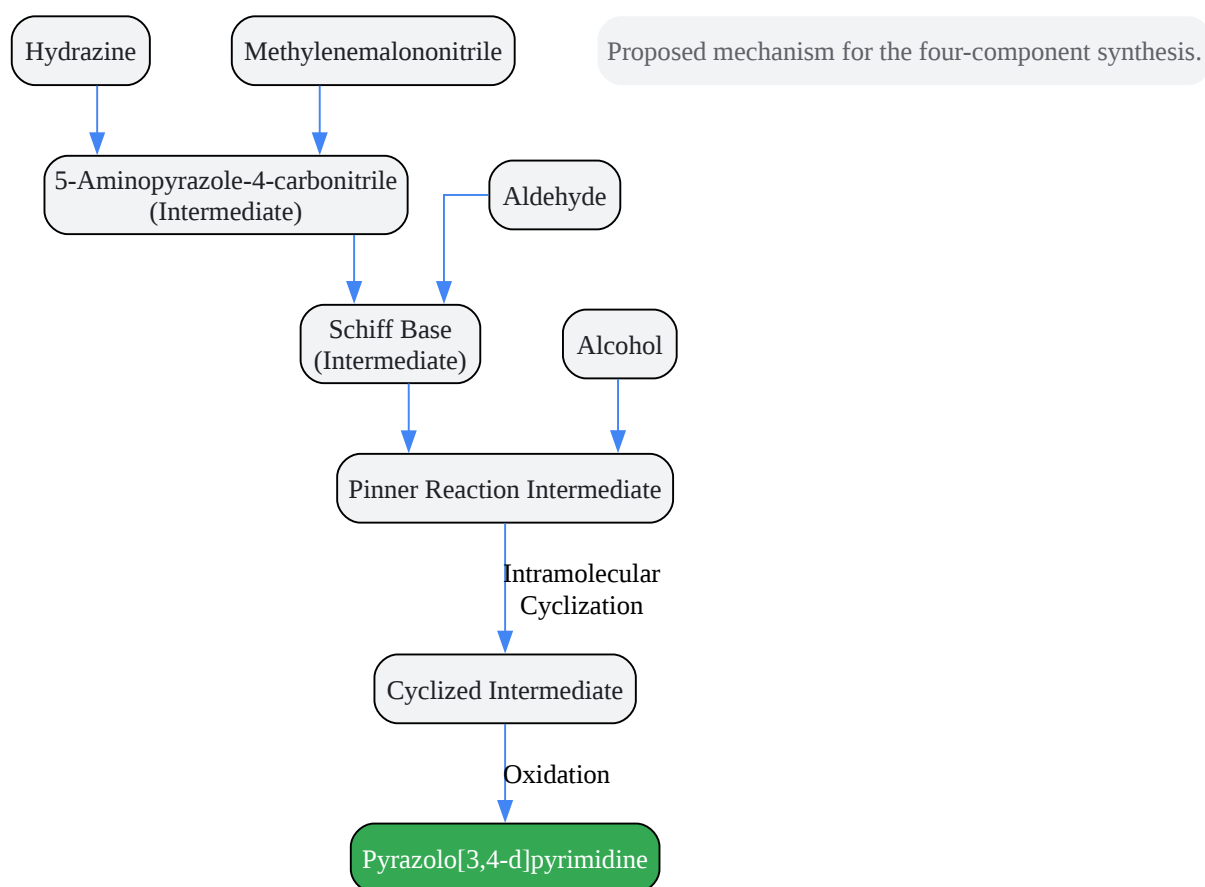 Hydrazine
Methylenemalononitrile
Proposed mechanism for the four-component synthesis.
5-Aminopyrazole-4-carbonitrile
(Intermediate)
Aldehyde
Schiff Base
(Intermediate)
Alcohol
Pinner Reaction Intermediate
Intramolecular
Cyclization
Cyclized Intermediate
Oxidation
Pyrazolo[3,4-d]pyrimidine